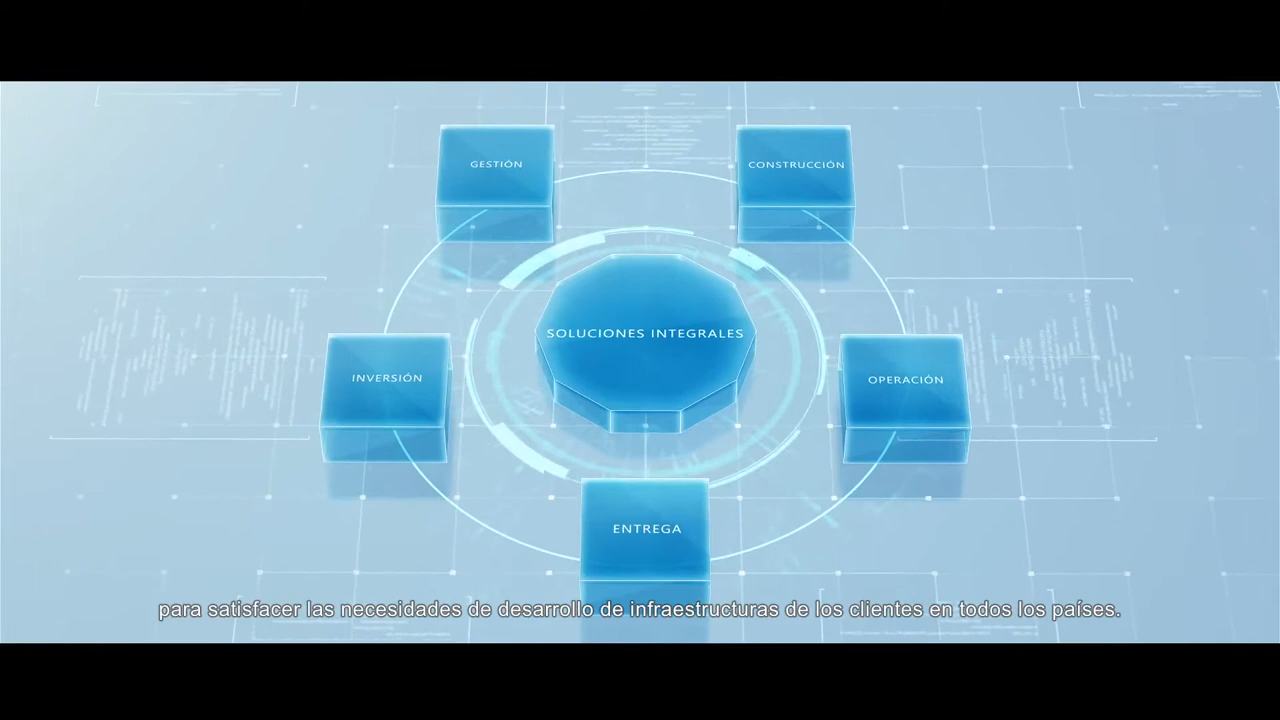 GESTIÓN
CONSTRUCCIÓN
SOLUCIONES INTEGRALES
INVERSIÓN
OPERACIÓN
ENTREGA
para satisfacer las necesidades de desarrollo de infraestructuras de los clientes en todos los países.